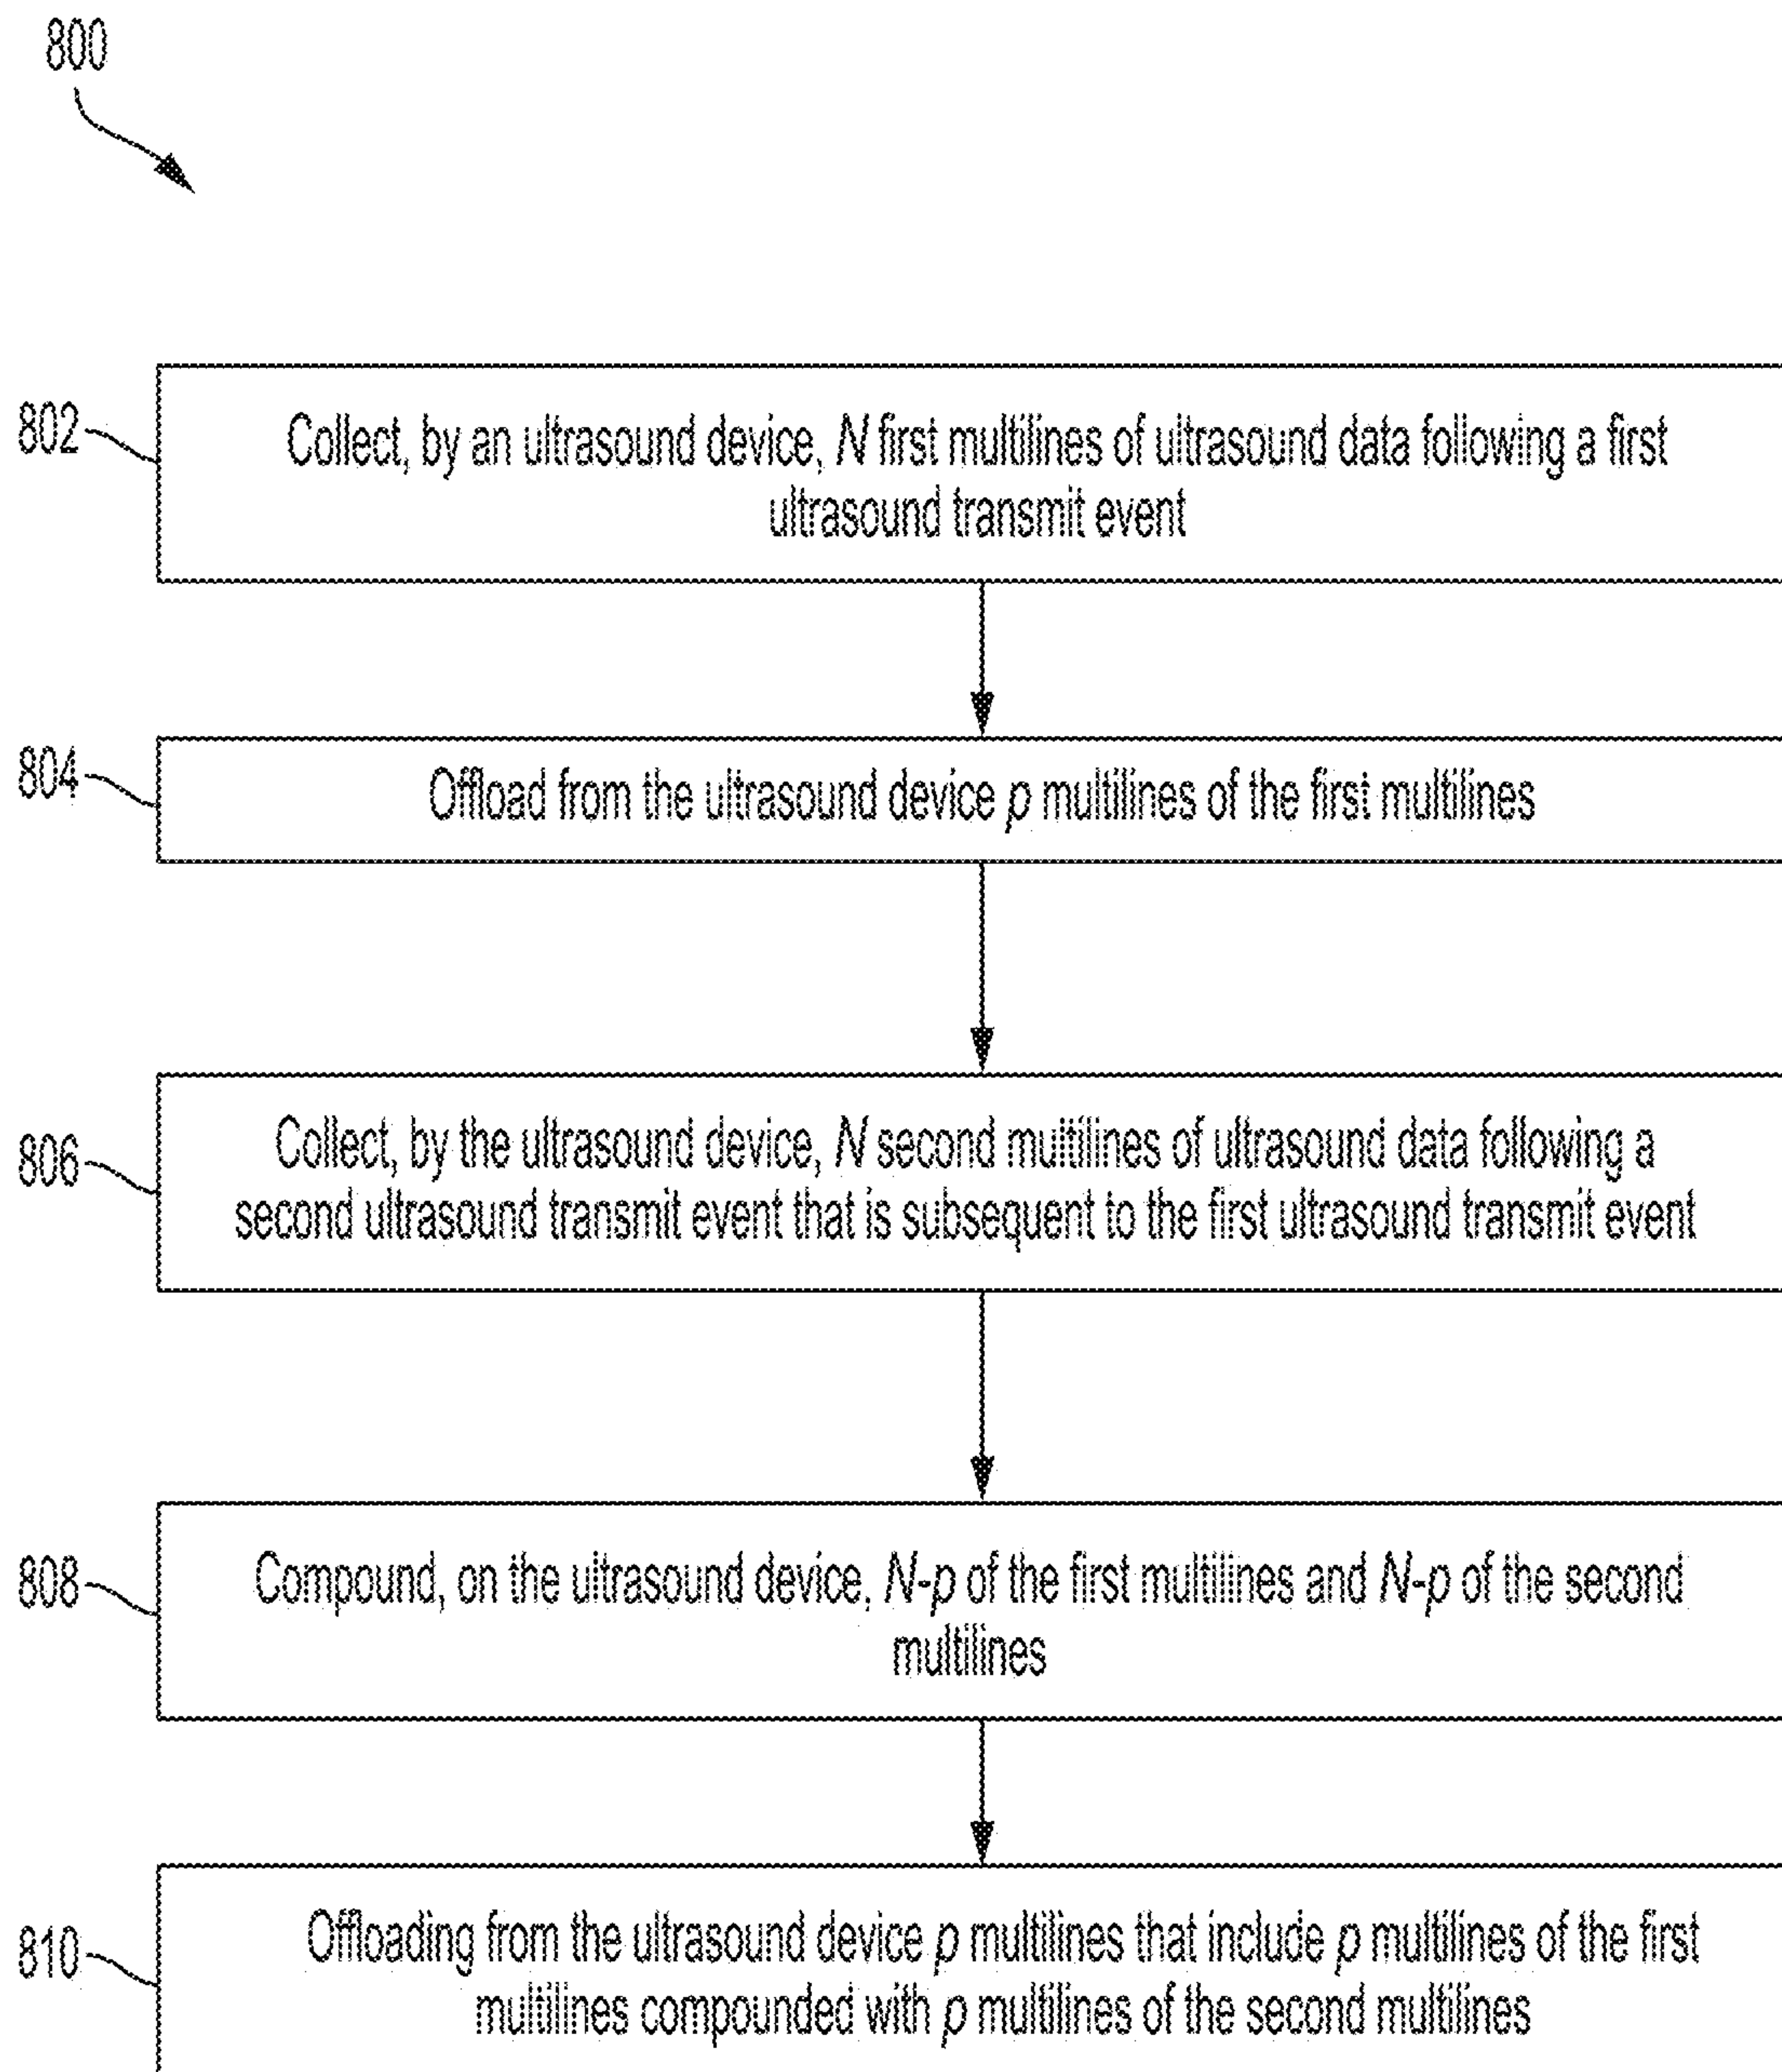 800
802
Collect, by an ultrasound device, N first multilines of ultrasound data following a first
ultrasound transmit event
804
Offload from the ultrasound device p multilines of the first multilines
806
Collect, by the ultrasound device, N second multilines of ultrasound data following a
second ultrasound transmit event that is subsequent to the first ultrasound transmit event
808
Compound, on the ultrasound device, N-p of the first multilines and N-p of the second
multilines
810
Offloading from the ultrasound device p multilines that include p multilines of the first
multilines compounded with p multilines of the second multilines